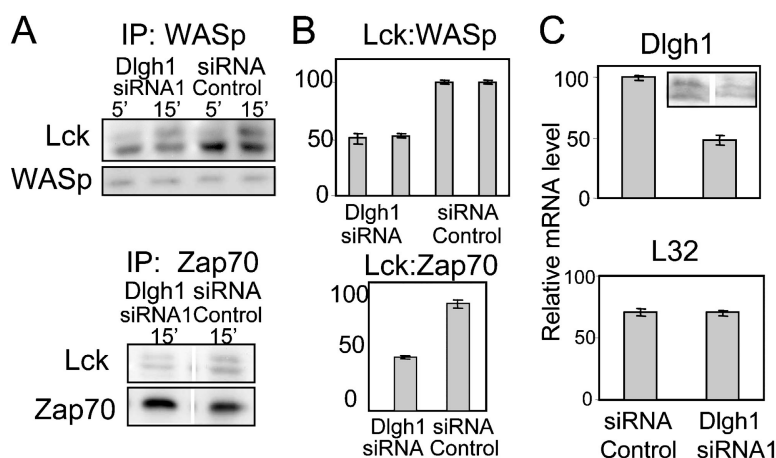 A
IP: WASp
Dlgh1 siRNA
siRNA1 Control
5’ 15’ 5’ 15’
Lck
WASp
IP: Zap70
Dlgh1 siRNA
siRNA1 Control
15’ 15’
Lck
Zap70
B
Lck:WASp
100
50
0
Dlgh1 siRNA
siRNA Control
Lck:Zap70
100
50
0
Dlgh1 siRNA
siRNA Control
C
Relative mRNA level
Dlgh1
100
50
0
L32
100
50
0
siRNA Dlgh1
Control siRNA1